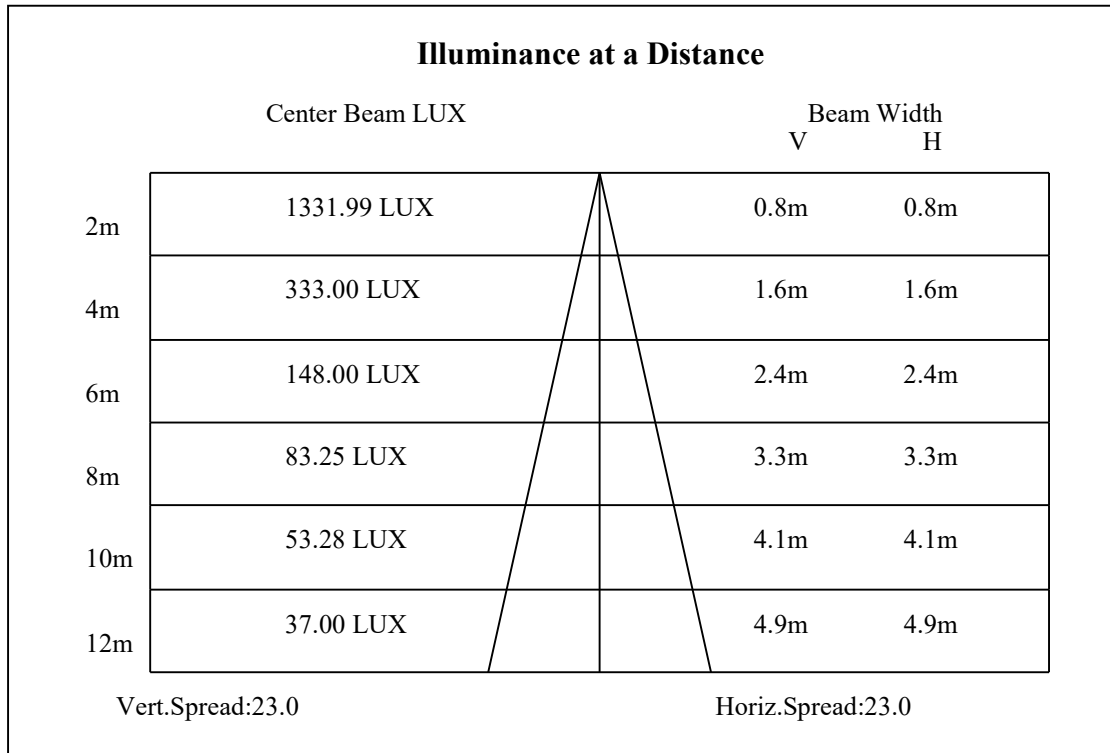 Illuminance at a Distance
Center Beam LUX Beam Width
V H
2m 1331.99 LUX 0.8m 0.8m
4m 333.00 LUX 1.6m 1.6m
6m 148.00 LUX 2.4m 2.4m
8m 83.25 LUX 3.3m 3.3m
10m 53.28 LUX 4.1m 4.1m
12m 37.00 LUX 4.9m 4.9m
Vert.Spread:23.0 Horiz.Spread:23.0